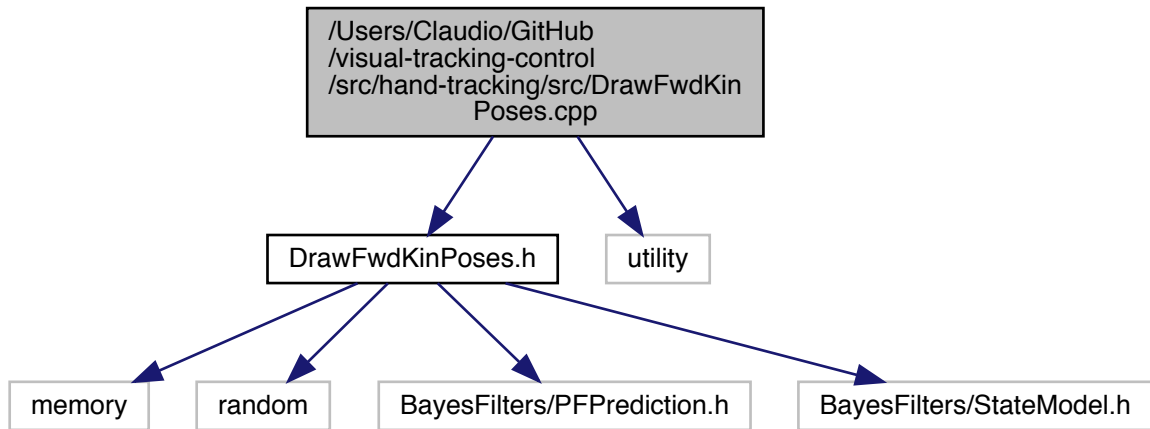 /Users/Claudio/GitHub
/visual-tracking-control
/src/hand-tracking/src/DrawFwdKin
Poses.cpp
DrawFwdKinPoses.h
utility
memory
random
BayesFilters/PFPrediction.h
BayesFilters/StateModel.h